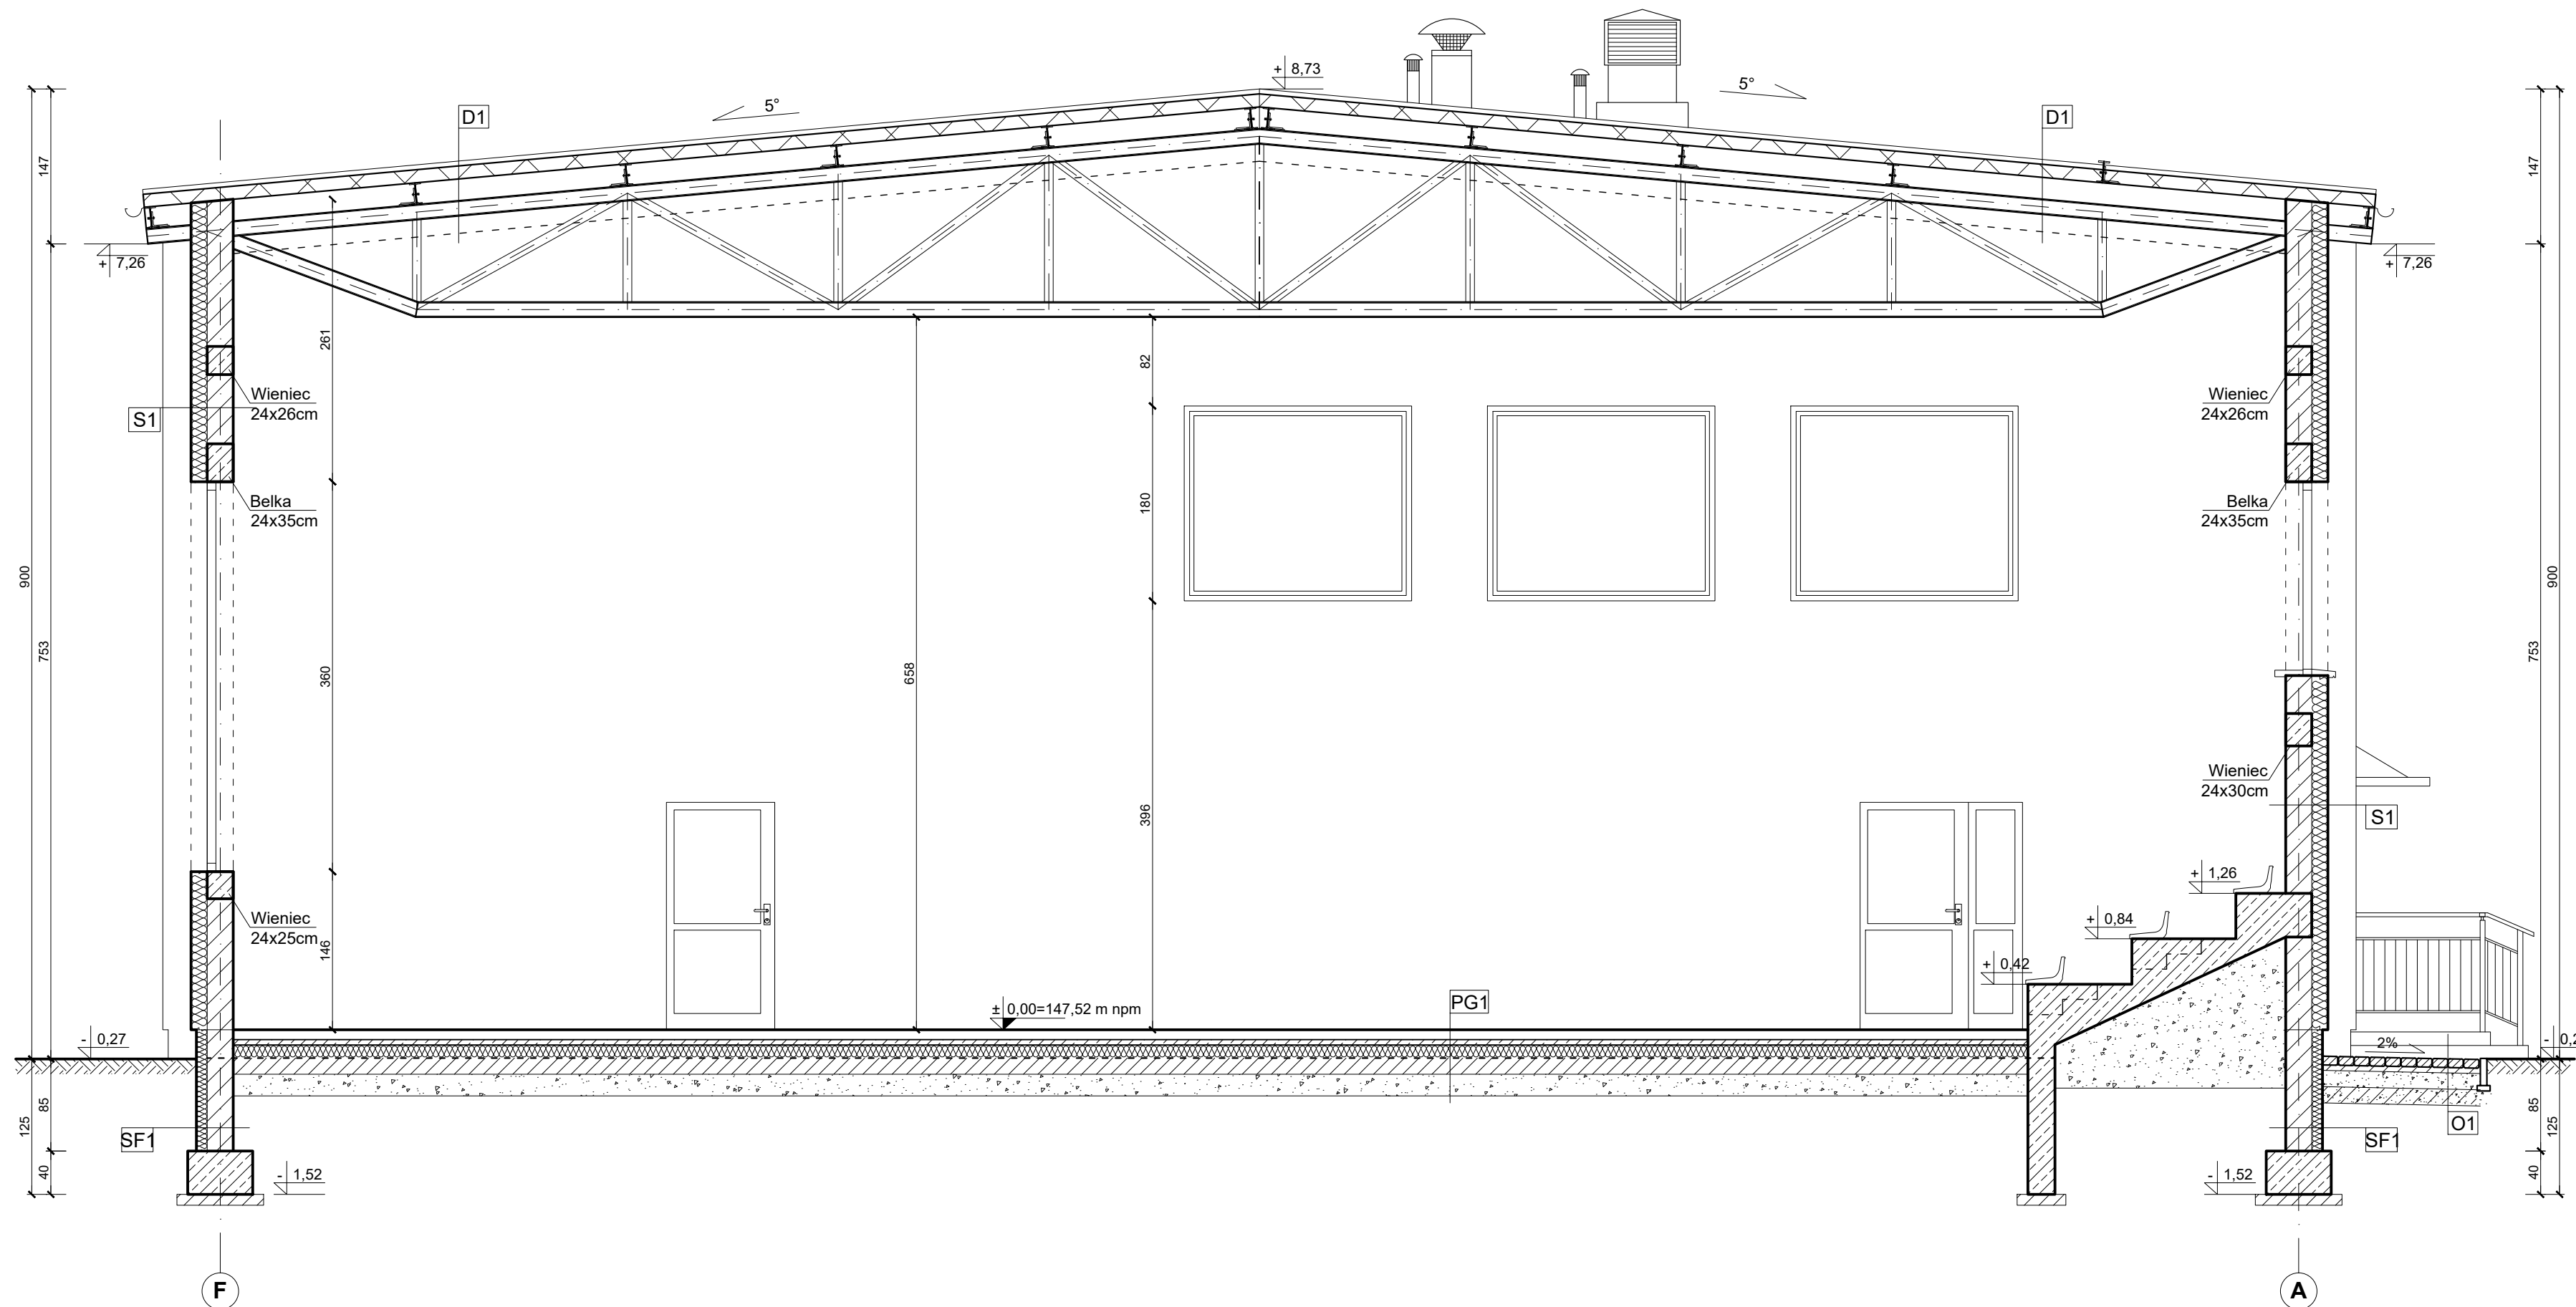 + 8,73
5°
5°
D1
D1
147
147
+ 7,26
+ 7,26
261
82
Wieniec
24x26cm
Wieniec
24x26cm
S1
Belka
24x35cm
Belka
24x35cm
180
900
900
753
753
360
658
Wieniec
24x30cm
396
S1
+ 1,26
Wieniec
24x25cm
+ 0,84
146
+ 0,42
± 0,00=147,52 m npm
PG1
- 0,27
2%
85
85
125
125
SF1
SF1
O1
40
40
- 1,52
- 1,52
F
A